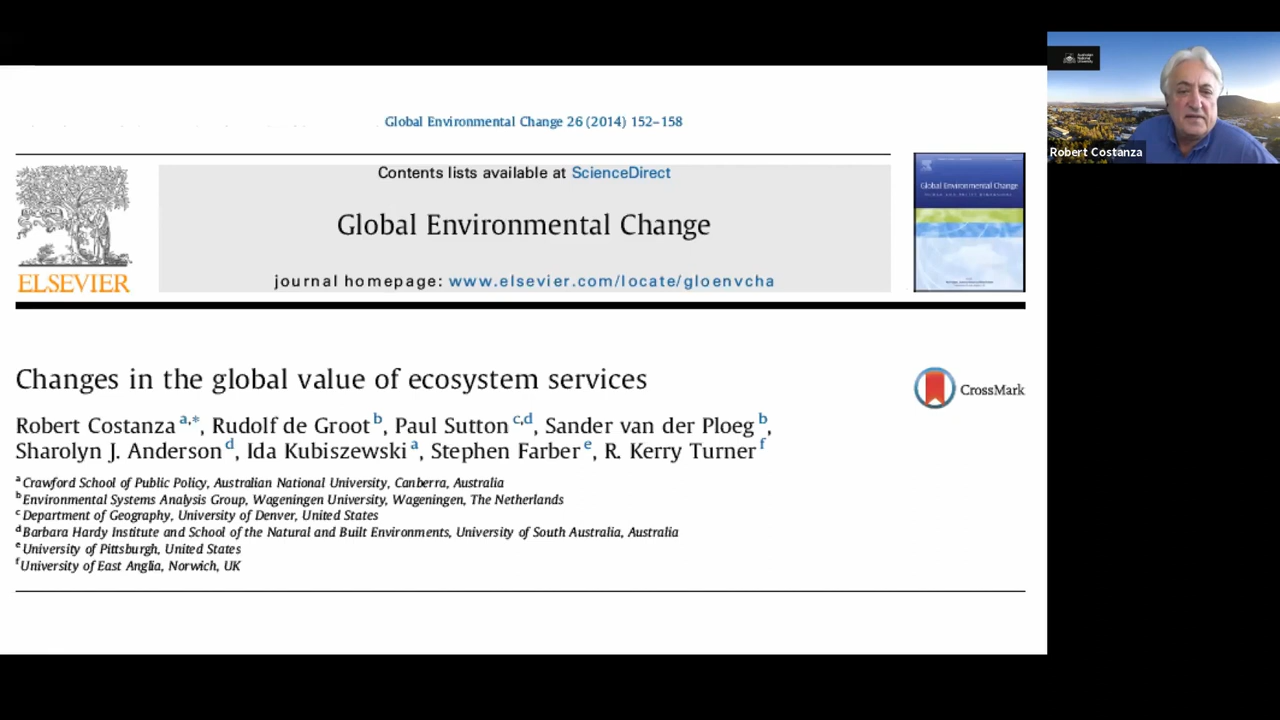 Global Environmental Change 26 (2014) 152–158
Contents lists available at ScienceDirect
Global Environmental Change
journal homepage: www.elsevier.com/locate/gloenvcha
ELSEVIER
Global Environmental Change
Changes in the global value of ecosystem services
CrossMark
Robert Costanza a,*, Rudolf de Groot b, Paul Sutton c,d, Sander van der Ploeg b,
Sharolyn J. Anderson d, Ida Kubiszewski a, Stephen Farber e, R. Kerry Turner f
a Crawford School of Public Policy, Australian National University, Canberra, Australia
b Environmental Systems Analysis Group, Wageningen University, Wageningen, The Netherlands
c Department of Geography, University of Denver, United States
d Barbara Hardy Institute and School of the Natural and Built Environments, University of South Australia, Australia
e University of Pittsburgh, United States
f University of East Anglia, Norwich, UK
Australian
National
University
Robert Costanza